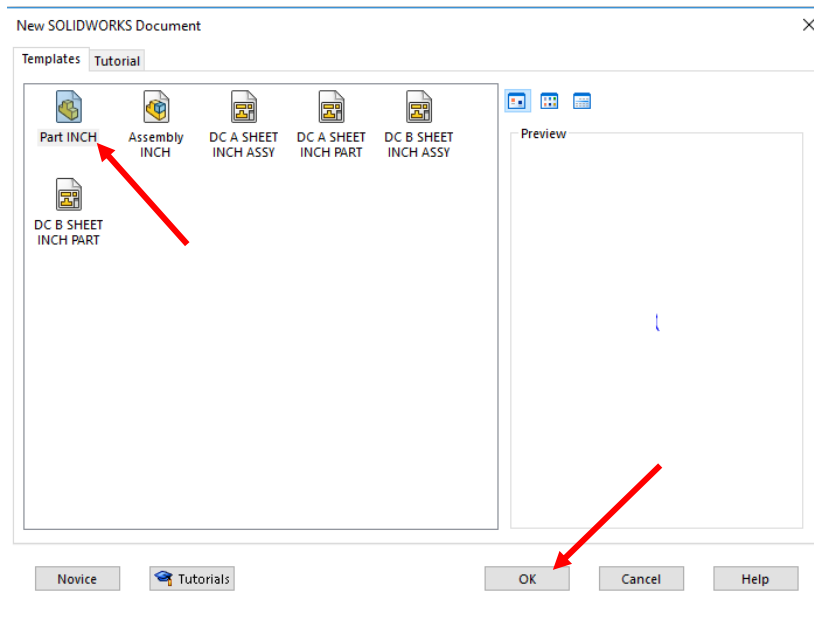 New SOLIDWORKS Document
Templates Tutorial
Part INCH
Assembly
INCH
DC A SHEET
INCH ASSY
DC A SHEET
INCH PART
DC B SHEET
INCH ASSY
DC B SHEET
INCH PART
Preview
Novice
Tutorials
OK
Cancel
Help